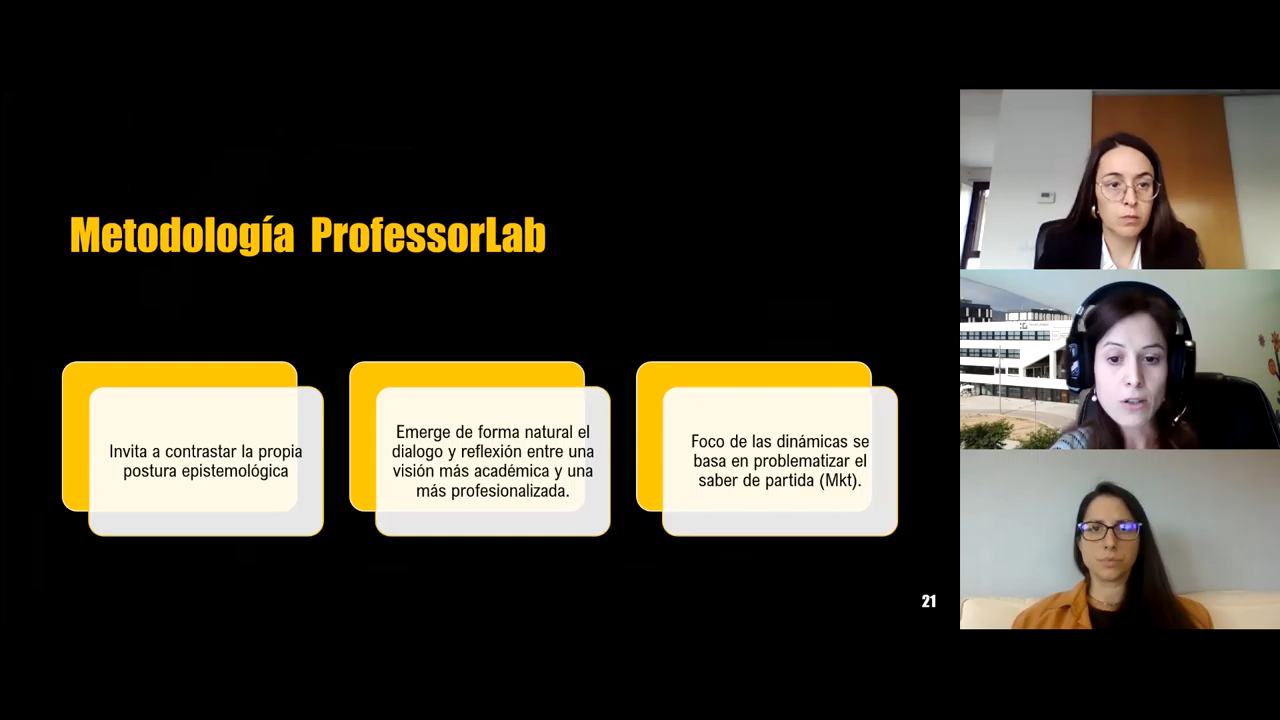 Metodología ProfessorLab
Invita a contrastar la propia
postura epistemológica
Emerge de forma natural el
dialogo y reflexión entre una
visión más académica y una
más profesionalizada.
Foco de las dinámicas se
basa en problematizar el
saber de partida (Mkt).
21